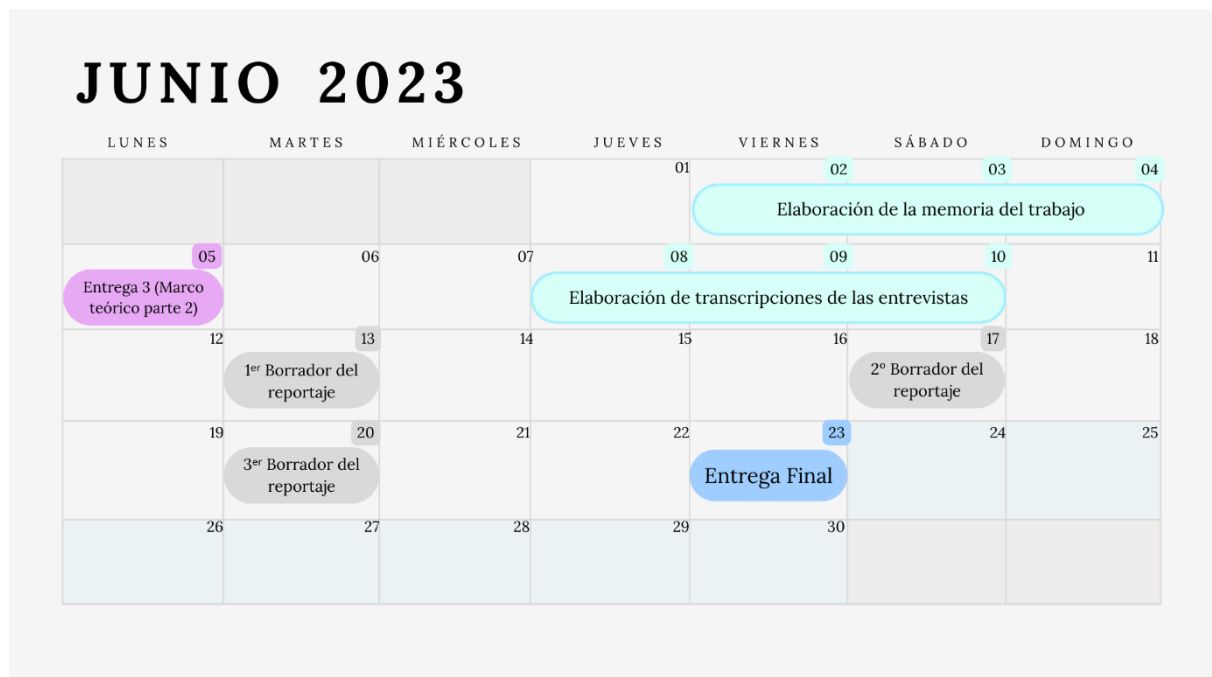 JUNIO 2023
LUNES MARTES MIÉRCOLES JUEVES VIERNES SÁBADO DOMINGO
01 02 03 04
Elaboración de la memoria del trabajo
05 06 07 08 09 10 11
Entrega 3 (Marco
teórico parte 2)
Elaboración de transcripciones de las entrevistas
12 13 14 15 16 17 18
1er Borrador del
reportaje
2º Borrador del
reportaje
19 20 21 22 23 24 25
3er Borrador del
reportaje
Entrega Final
26 27 28 29 30